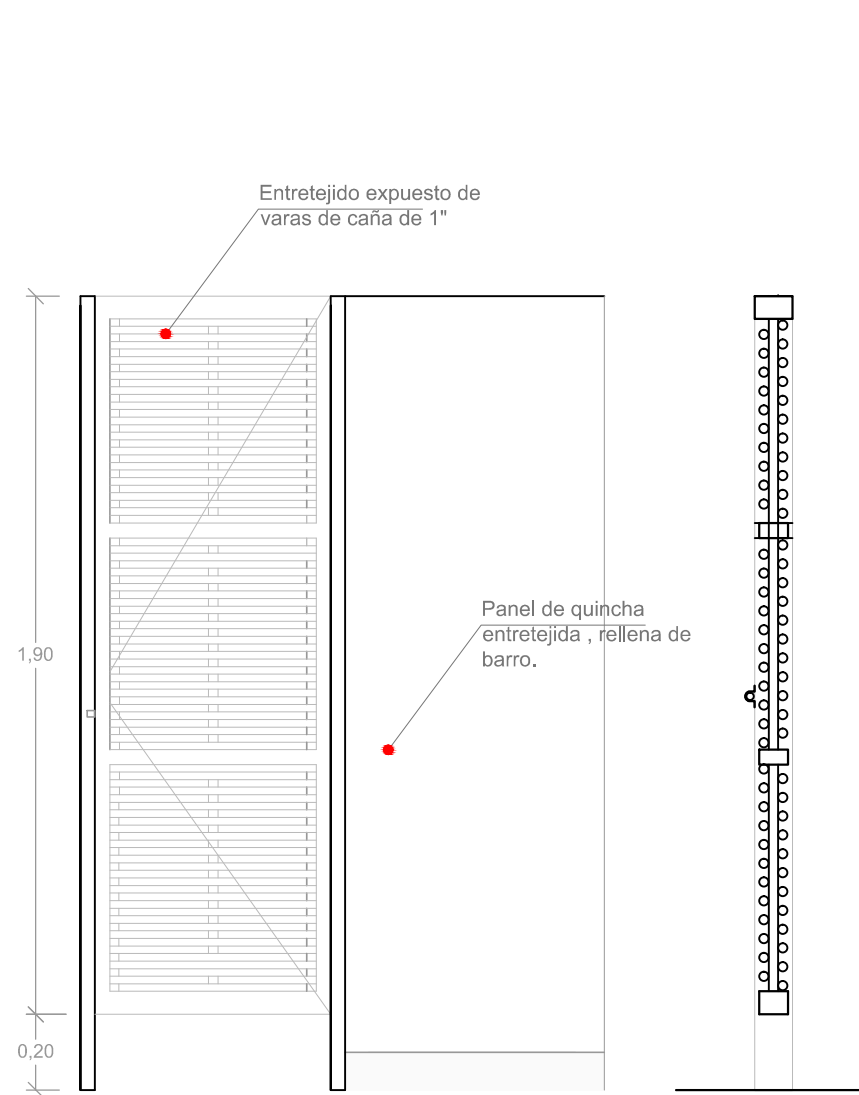 Entretejido expuesto de
varas de caña de 1"
Panel de quincha
entretejida , rellena de
barro.
1,90
0,20